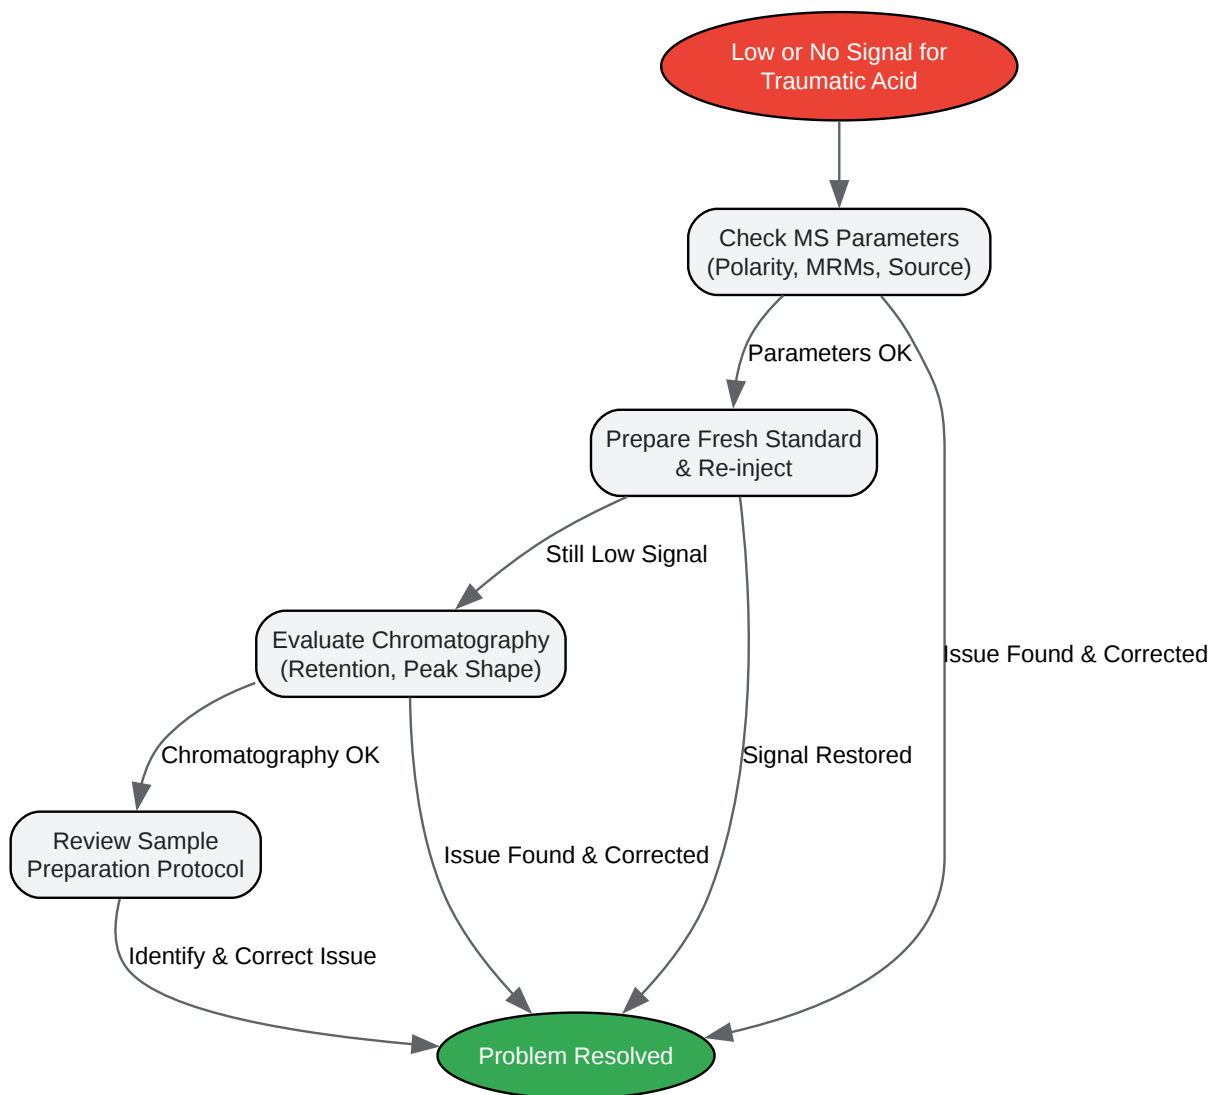 Low or No Signal for
Traumatic Acid
Check MS Parameters
(Polarity, MRMs, Source)
Parameters OK
Prepare Fresh Standard
& Re-inject
Still Low Signal
Evaluate Chromatography
(Retention, Peak Shape)
Issue Found & Corrected
Chromatography OK
Signal Restored
Review Sample
Preparation Protocol
Issue Found & Corrected
Identify & Correct Issue
Problem Resolved